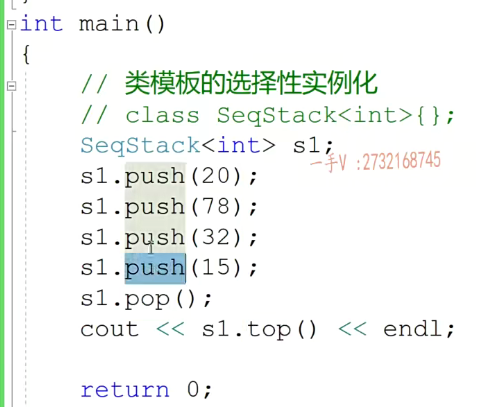 int main()
{
// 类模板的选择性实例化
// class SeqStack<int>{};
SeqStack<int> s1;
一手V :2732168745
s1.push(20);
s1.push(78);
s1.push(32);
s1.push(15);
s1.pop();
cout << s1.top() << endl;
return 0;